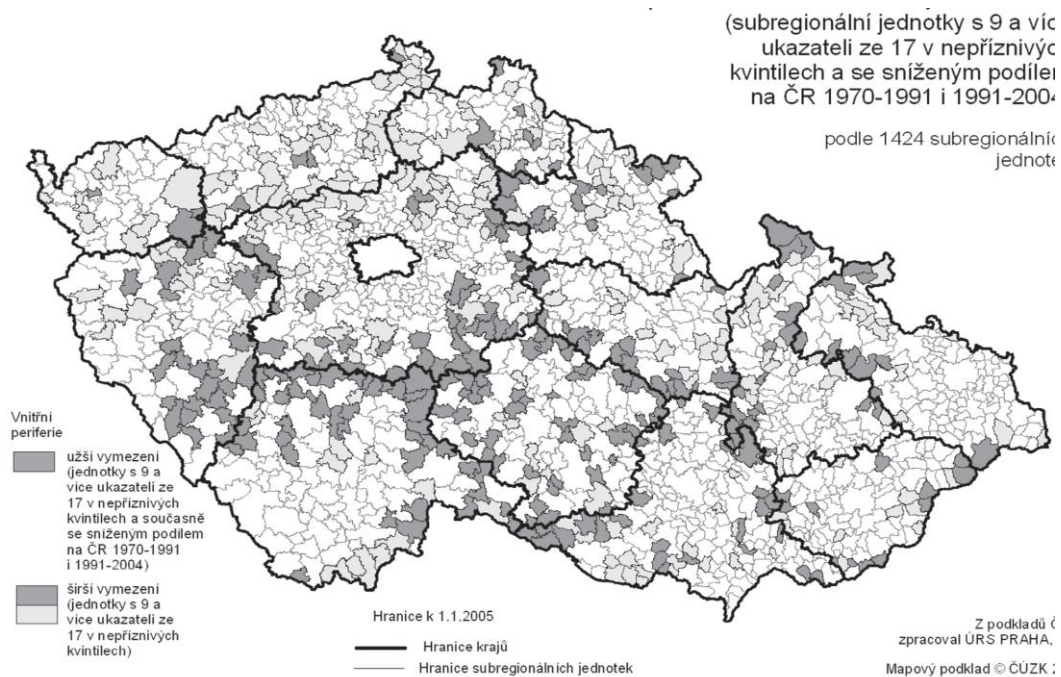 (subregionální jednotky s 9 a víc
ukazateli ze 17 v nepříznivýc
kvintilech a se sníženým podílem
na ČR 1970-1991 i 1991-2004
podle 1424 subregionálníc
jednote
Vnitřní
periferie
užší vymezení
(jednotky s 9 a
více ukazateli ze
17 v nepříznivých
kvintilech a současně
se sníženým podílem
na ČR 1970-1991
i 1991-2004)
širší vymezení
(jednotky s 9 a
více ukazateli ze
17 v nepříznivých
kvintilech)
Hranice k 1.1.2005
Hranice krajů
Hranice subregionálních jednotek
Z podkladů Č
zpracoval ÚRS PRAHA,
Mapový podklad © ČÚZK 2